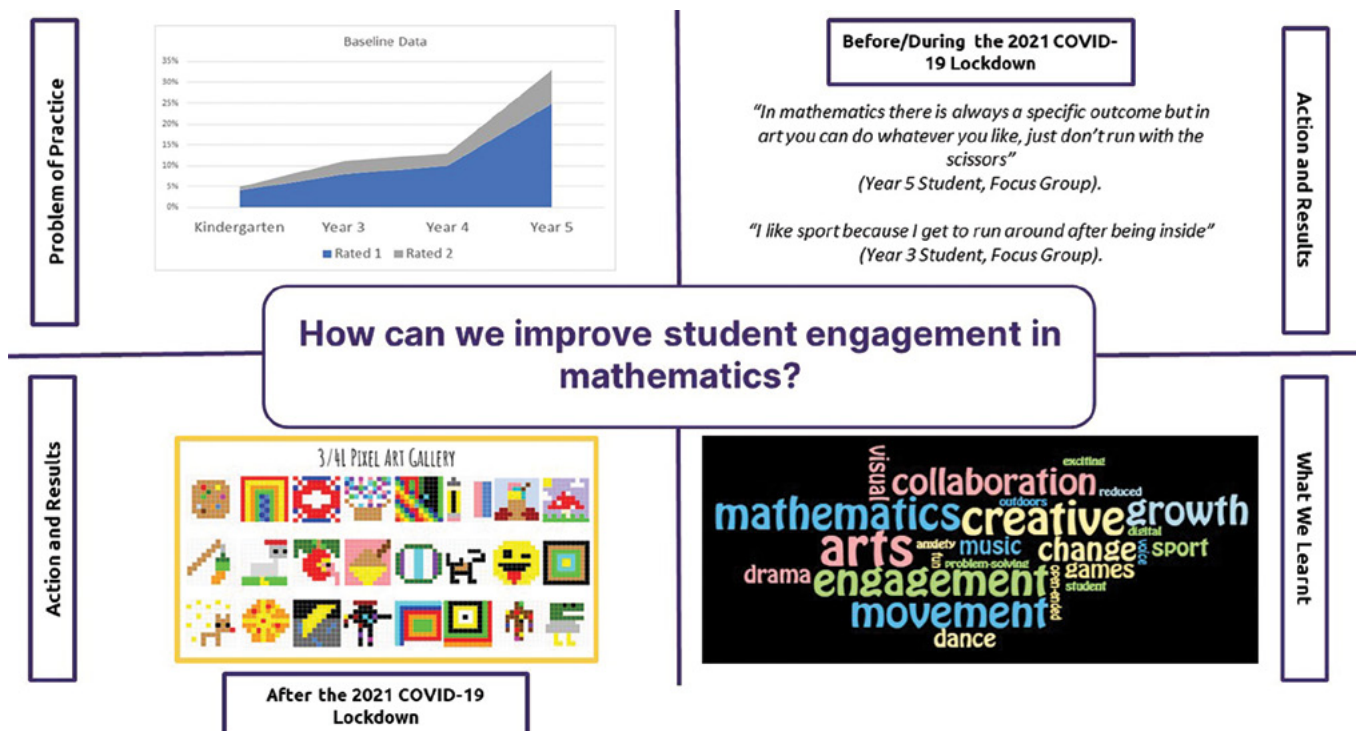 Problem of Practice
Baseline Data
35%
30%
25%
20%
15%
10%
5%
0%
Kindergarten Year 3 Year 4 Year 5
Rated 1 Rated 2
Before/During the 2021 COVID-
19 Lockdown
“In mathematics there is always a specific outcome but in
art you can do whatever you like, just don’t run with the
scissors”
(Year 5 Student, Focus Group).
“I like sport because I get to run around after being inside”
(Year 3 Student, Focus Group).
Action and Results
How can we improve student engagement in
mathematics?
Action and Results
3/4L PIXEL ART GALLERY
After the 2021 COVID-19
Lockdown
visual
exciting
collaboration
reduced
outdoors
mathematics
creative
growth
digital
arts
anxiety
music
change
voice
sport
fun
problem-solving
drama
engagement
open-ended
games
student
movement
dance
What We Learnt